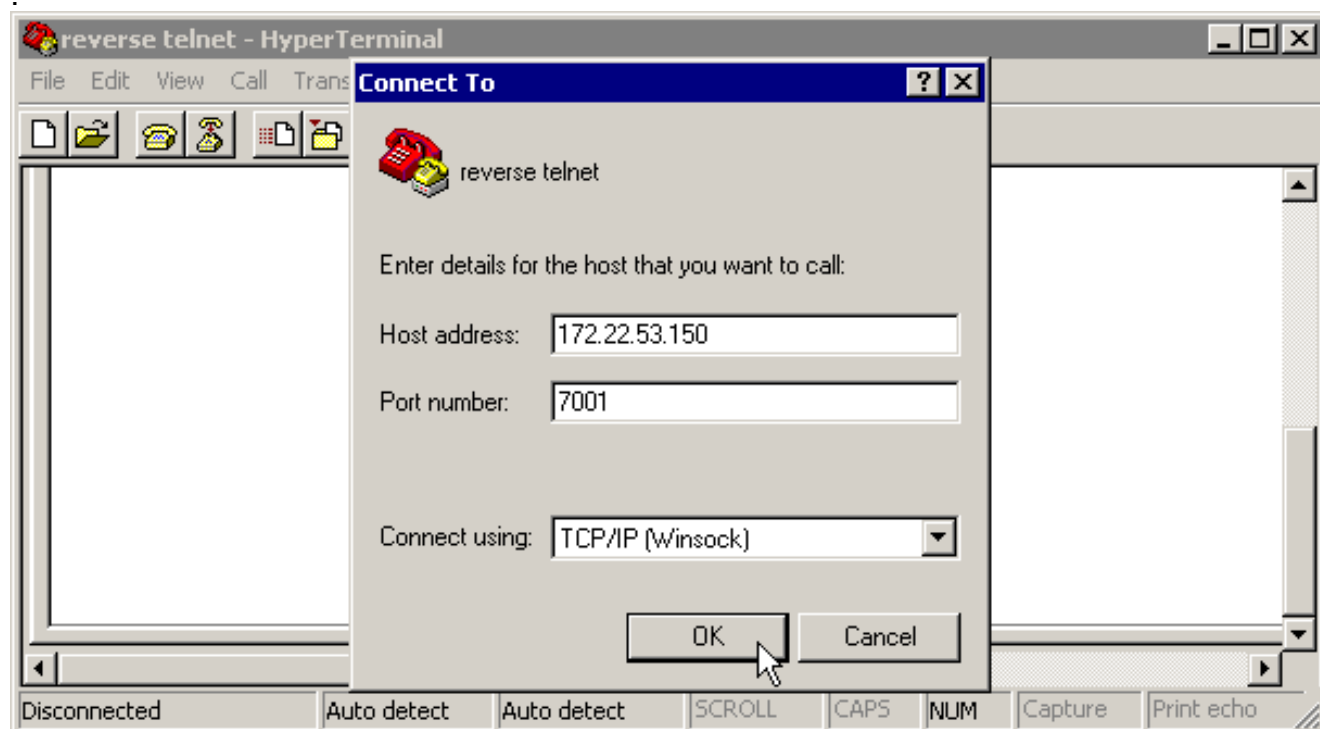 .
reverse telnet - HyperTerminal
File Edit View Call Trans
Connect To
reverse telnet
Enter details for the host that you want to call:
Host address: 172.22.53.150
Port number: 7001
Connect using: TCP/IP (Winsock)
OK Cancel
Disconnected Auto detect Auto detect SCROLL CAPS NUM Capture Print echo